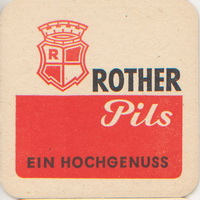 R
ROTHER
Pils
EIN HOCHGENUSS